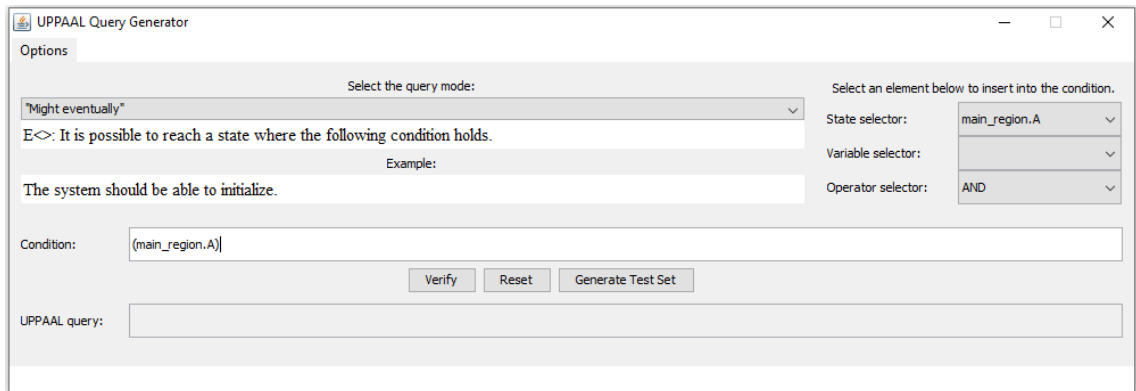 UPPAAL Query Generator
Options
Select the query mode:
"Might eventually"
E<>: It is possible to reach a state where the following condition holds.
Example:
The system should be able to initialize.
Select an element below to insert into the condition.
State selector: main_region.A
Variable selector:
Operator selector: AND
Condition: (main_region.A)
Verify Reset Generate Test Set
UPPAAL query: